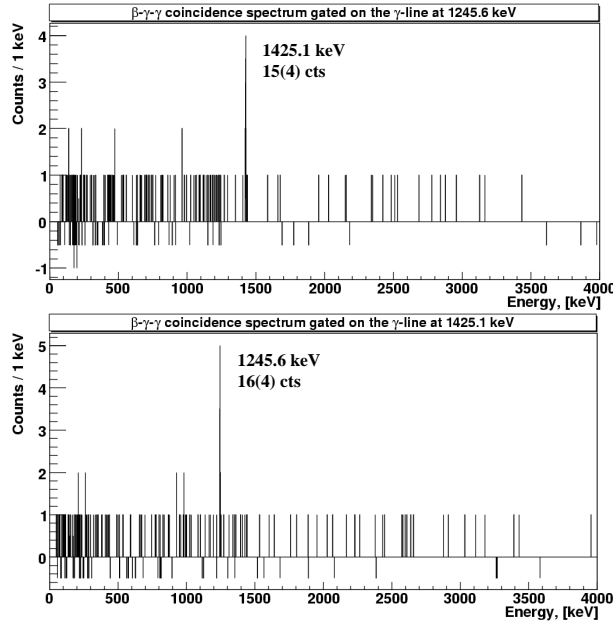 β-γ-γ coincidence spectrum gated on the γ-line at 1245.6 keV
Counts / 1 keV
4
3
2
1
0
-1
1425.1 keV
15(4) cts
0 500 1000 1500 2000 2500 3000 3500 4000
Energy, [keV]
β-γ-γ coincidence spectrum gated on the γ-line at 1425.1 keV
Counts / 1 keV
5
4
3
2
1
0
1245.6 keV
16(4) cts
0 500 1000 1500 2000 2500 3000 3500 4000
Energy, [keV]